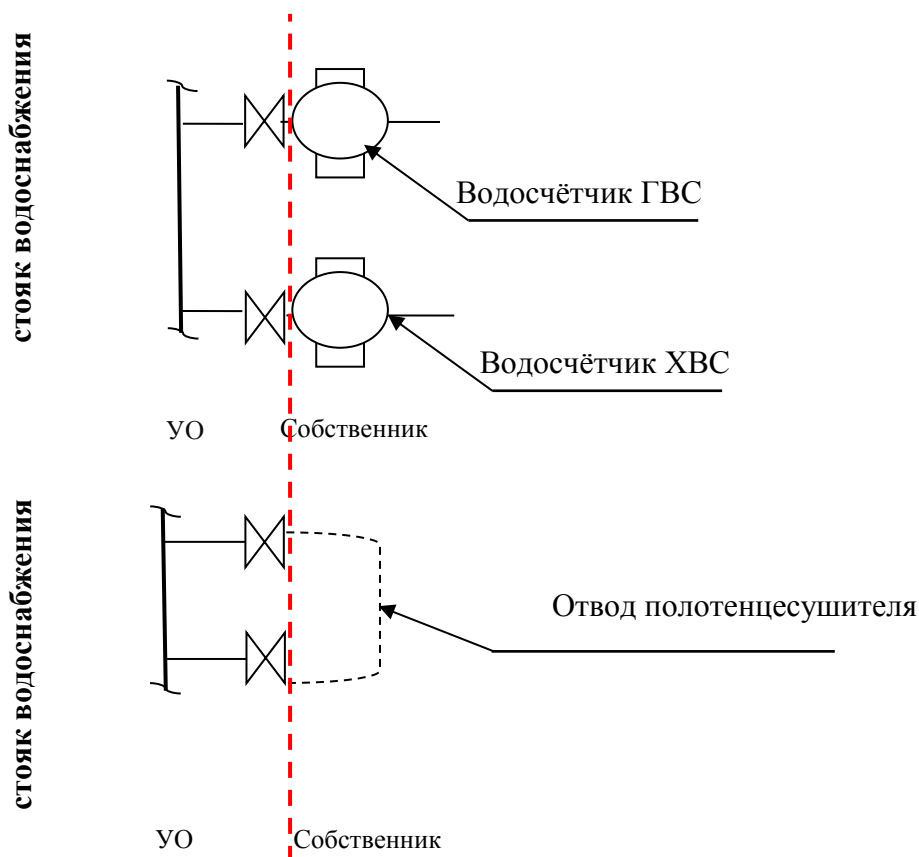 стояк водоснабжения
Водосчётчик ГВС
Водосчётчик ХВС
УО
Собственник
стояк водоснабжения
Отвод полотенцесушителя
УО
Собственник